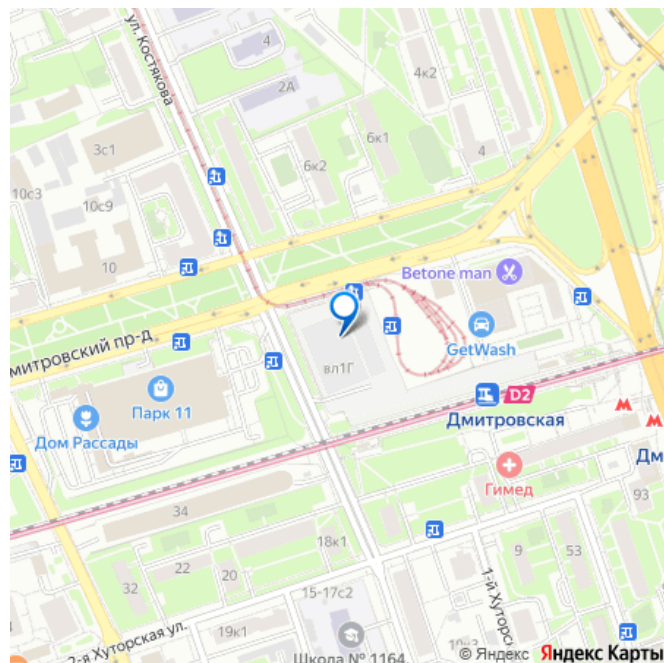 ул. Костякова
4
2А
4к2
6к1
6к2
4
3с1
10с3
10с9
10
Betone man
GetWash
митровский пр-д
вл1Г
Парк 11
Дом Рассады
D2
Дмитровская
Дм
Гимед
93
34
18к1
9
53
22
20
32
15-17с2
1-й Хуторс
19к1
2-я Хуторская ул.
Школа № 1164
10к3
© Яндекс Яндекс Карты